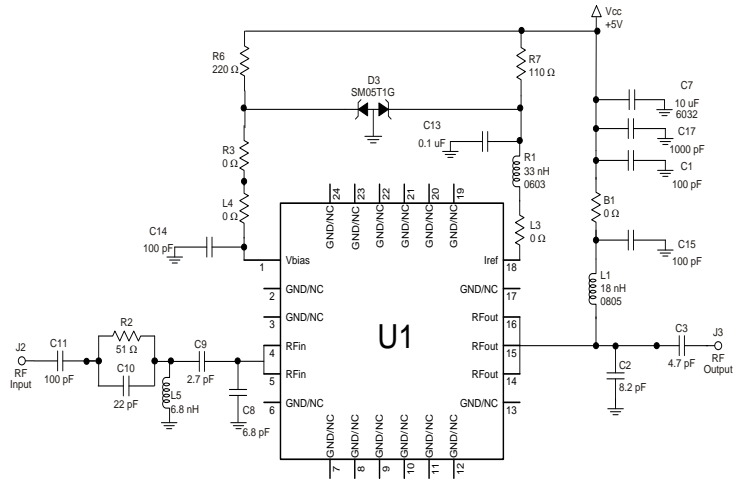 Vcc
+5V
R6
220 Ω
R7
110 Ω
D3
SM05T1G
C7
10 uF
6032
C13
0.1 uF
C17
1000 pF
R3
0 Ω
R1
33 nH
0603
C1
100 pF
L4
0 Ω
B1
0 Ω
24
23
22
21
20
19
GND/NC
GND/NC
GND/NC
GND/NC
GND/NC
GND/NC
L3
0 Ω
C14
100 pF
C15
100 pF
1
Vbias
Iref
18
L1
18 nH
0805
2
GND/NC
GND/NC
17
3
GND/NC
RFout
16
U1
R2
51 Ω
C11
100 pF
J2
RF
Input
C9
2.7 pF
4
RFin
RFout
15
C3
4.7 pF
J3
RF
Output
C10
22 pF
5
RFin
RFout
14
C2
8.2 pF
L5
6.8 nH
C8
6.8 pF
6
GND/NC
GND/NC
13
GND/NC
GND/NC
GND/NC
GND/NC
GND/NC
GND/NC
7
8
9
10
11
12